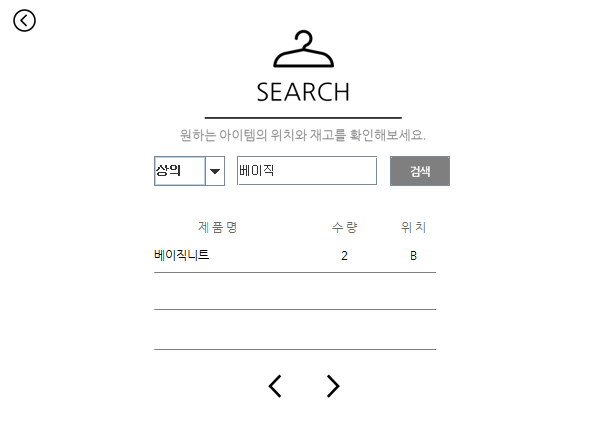 SEARCH
원하는 아이템의 위치와 재고를 확인해보세요.
상의 베이직 검색
제 품 명 수 량 위 치
베이직니트 2 B